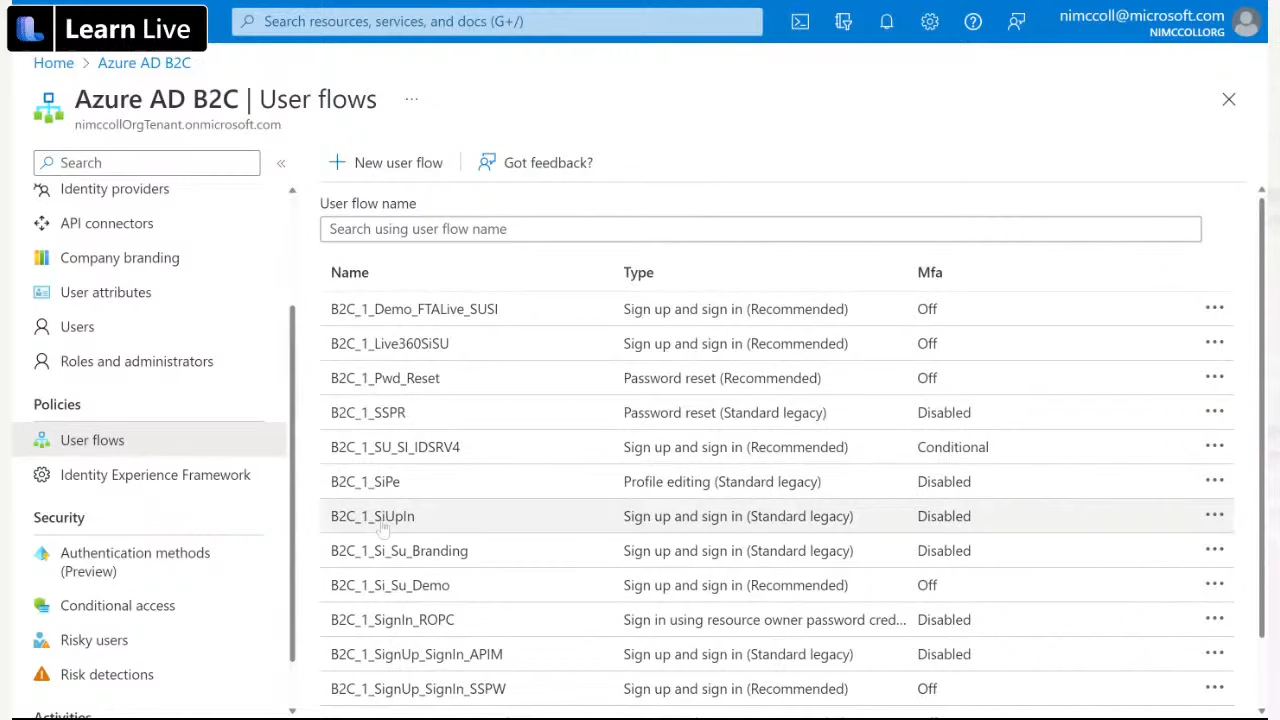 Learn Live
Search resources, services, and docs (G+/)
nimccoll@microsoft.com
NIMCCOLLORG
Home > Azure AD B2C
Azure AD B2C | User flows ...
nimccollOrgTenant.onmicrosoft.com
Search «
Identity providers
API connectors
Company branding
User attributes
Users
Roles and administrators
Policies
User flows
Identity Experience Framework
Security
Authentication methods
(Preview)
Conditional access
Risky users
Risk detections
Activities
New user flow
Got feedback?
User flow name
Search using user flow name
Name Type Mfa
B2C_1_Demo_FTALive_SUSI Sign up and sign in (Recommended) Off ...
B2C_1_Live360SiSU Sign up and sign in (Recommended) Off ...
B2C_1_Pwd_Reset Password reset (Recommended) Off ...
B2C_1_SSPR Password reset (Standard legacy) Disabled ...
B2C_1_SU_SI_IDSRV4 Sign up and sign in (Recommended) Conditional ...
B2C_1_SiPe Profile editing (Standard legacy) Disabled ...
B2C_1_SiUpIn Sign up and sign in (Standard legacy) Disabled ...
B2C_1_Si_Su_Branding Sign up and sign in (Standard legacy) Disabled ...
B2C_1_Si_Su_Demo Sign up and sign in (Recommended) Off ...
B2C_1_SignIn_ROPC Sign in using resource owner password cred... Disabled ...
B2C_1_SignUp_SignIn_APIM Sign up and sign in (Standard legacy) Disabled ...
B2C_1_SignUp_SignIn_SSPW Sign up and sign in (Recommended) Off ...